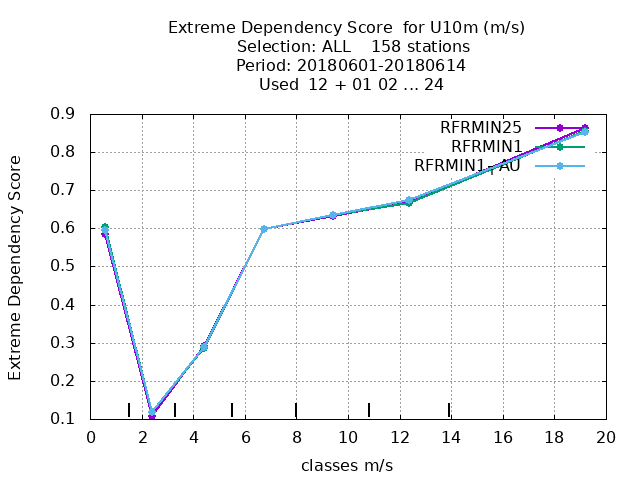 Extreme Dependency Score for U10m (m/s)
Selection: ALL 158 stations
Period: 20180601-20180614
Used 12 + 01 02 ... 24
RFRMIN25
RFRMIN1
RFRMIN1+AU
Extreme Dependency Score
0.9
0.8
0.7
0.6
0.5
0.4
0.3
0.2
0.1
0 2 4 6 8 10 12 14 16 18 20
classes m/s